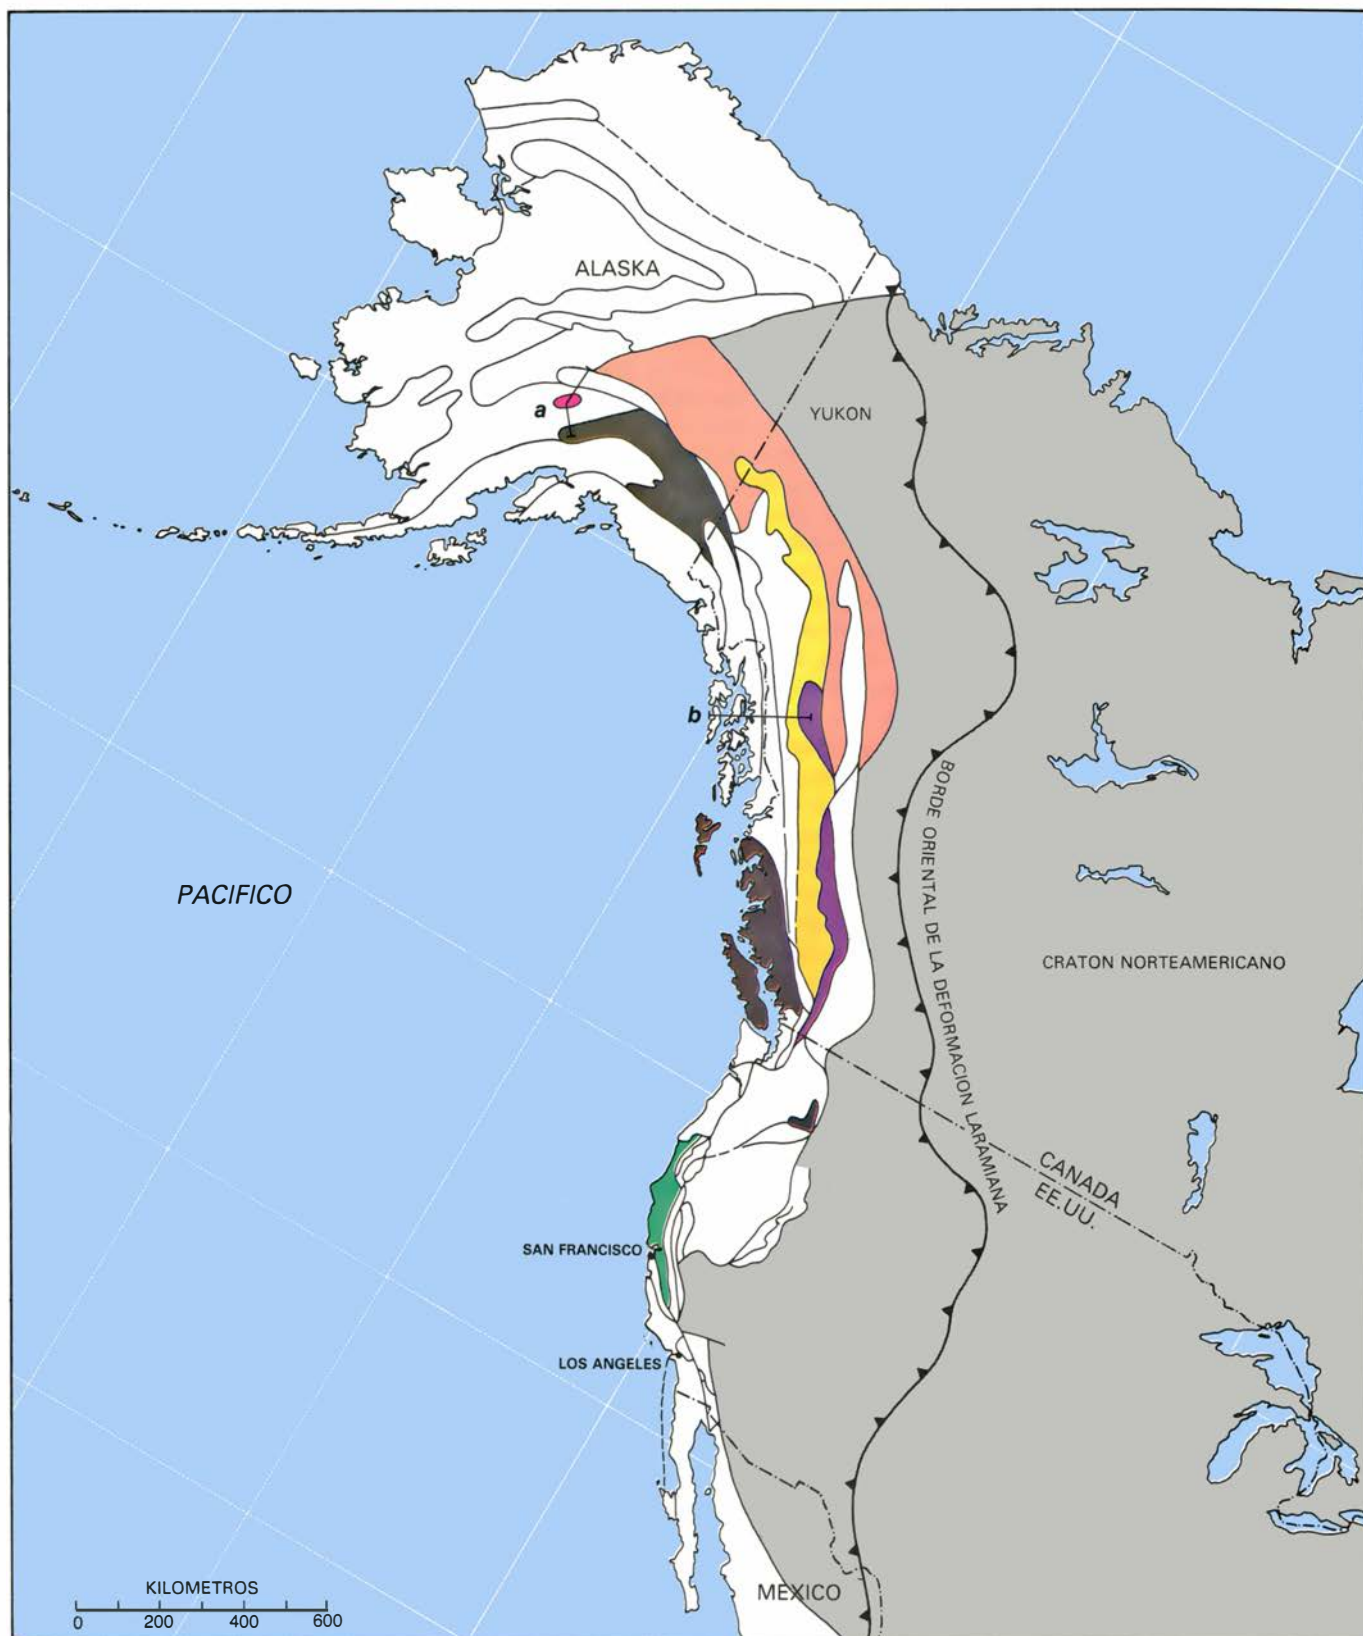 ALASKA
a
YUKON
b
BORDE ORIENTAL DE LA DEFORMACION LARAMIANA
PACIFICO
CRATON NORTEAMERICANO
CANADA
EE.UU.
SAN FRANCISCO
LOS ANGELES
KILOMETROS
0 200 400 600
MEXICO